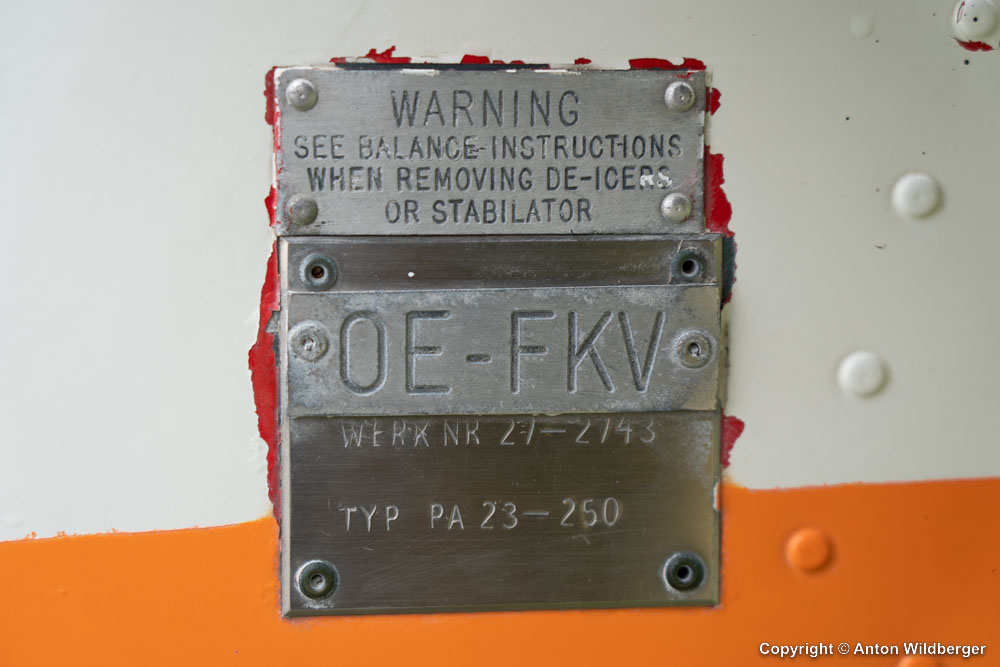 WARNING
SEE BALANCE INSTRUCTIONS
WHEN REMOVING DE-ICERS
OR STABILATOR
OE-FKV
WERK NR 27-2743
TYP PA 23-250
Copyright © Anton Wildberger